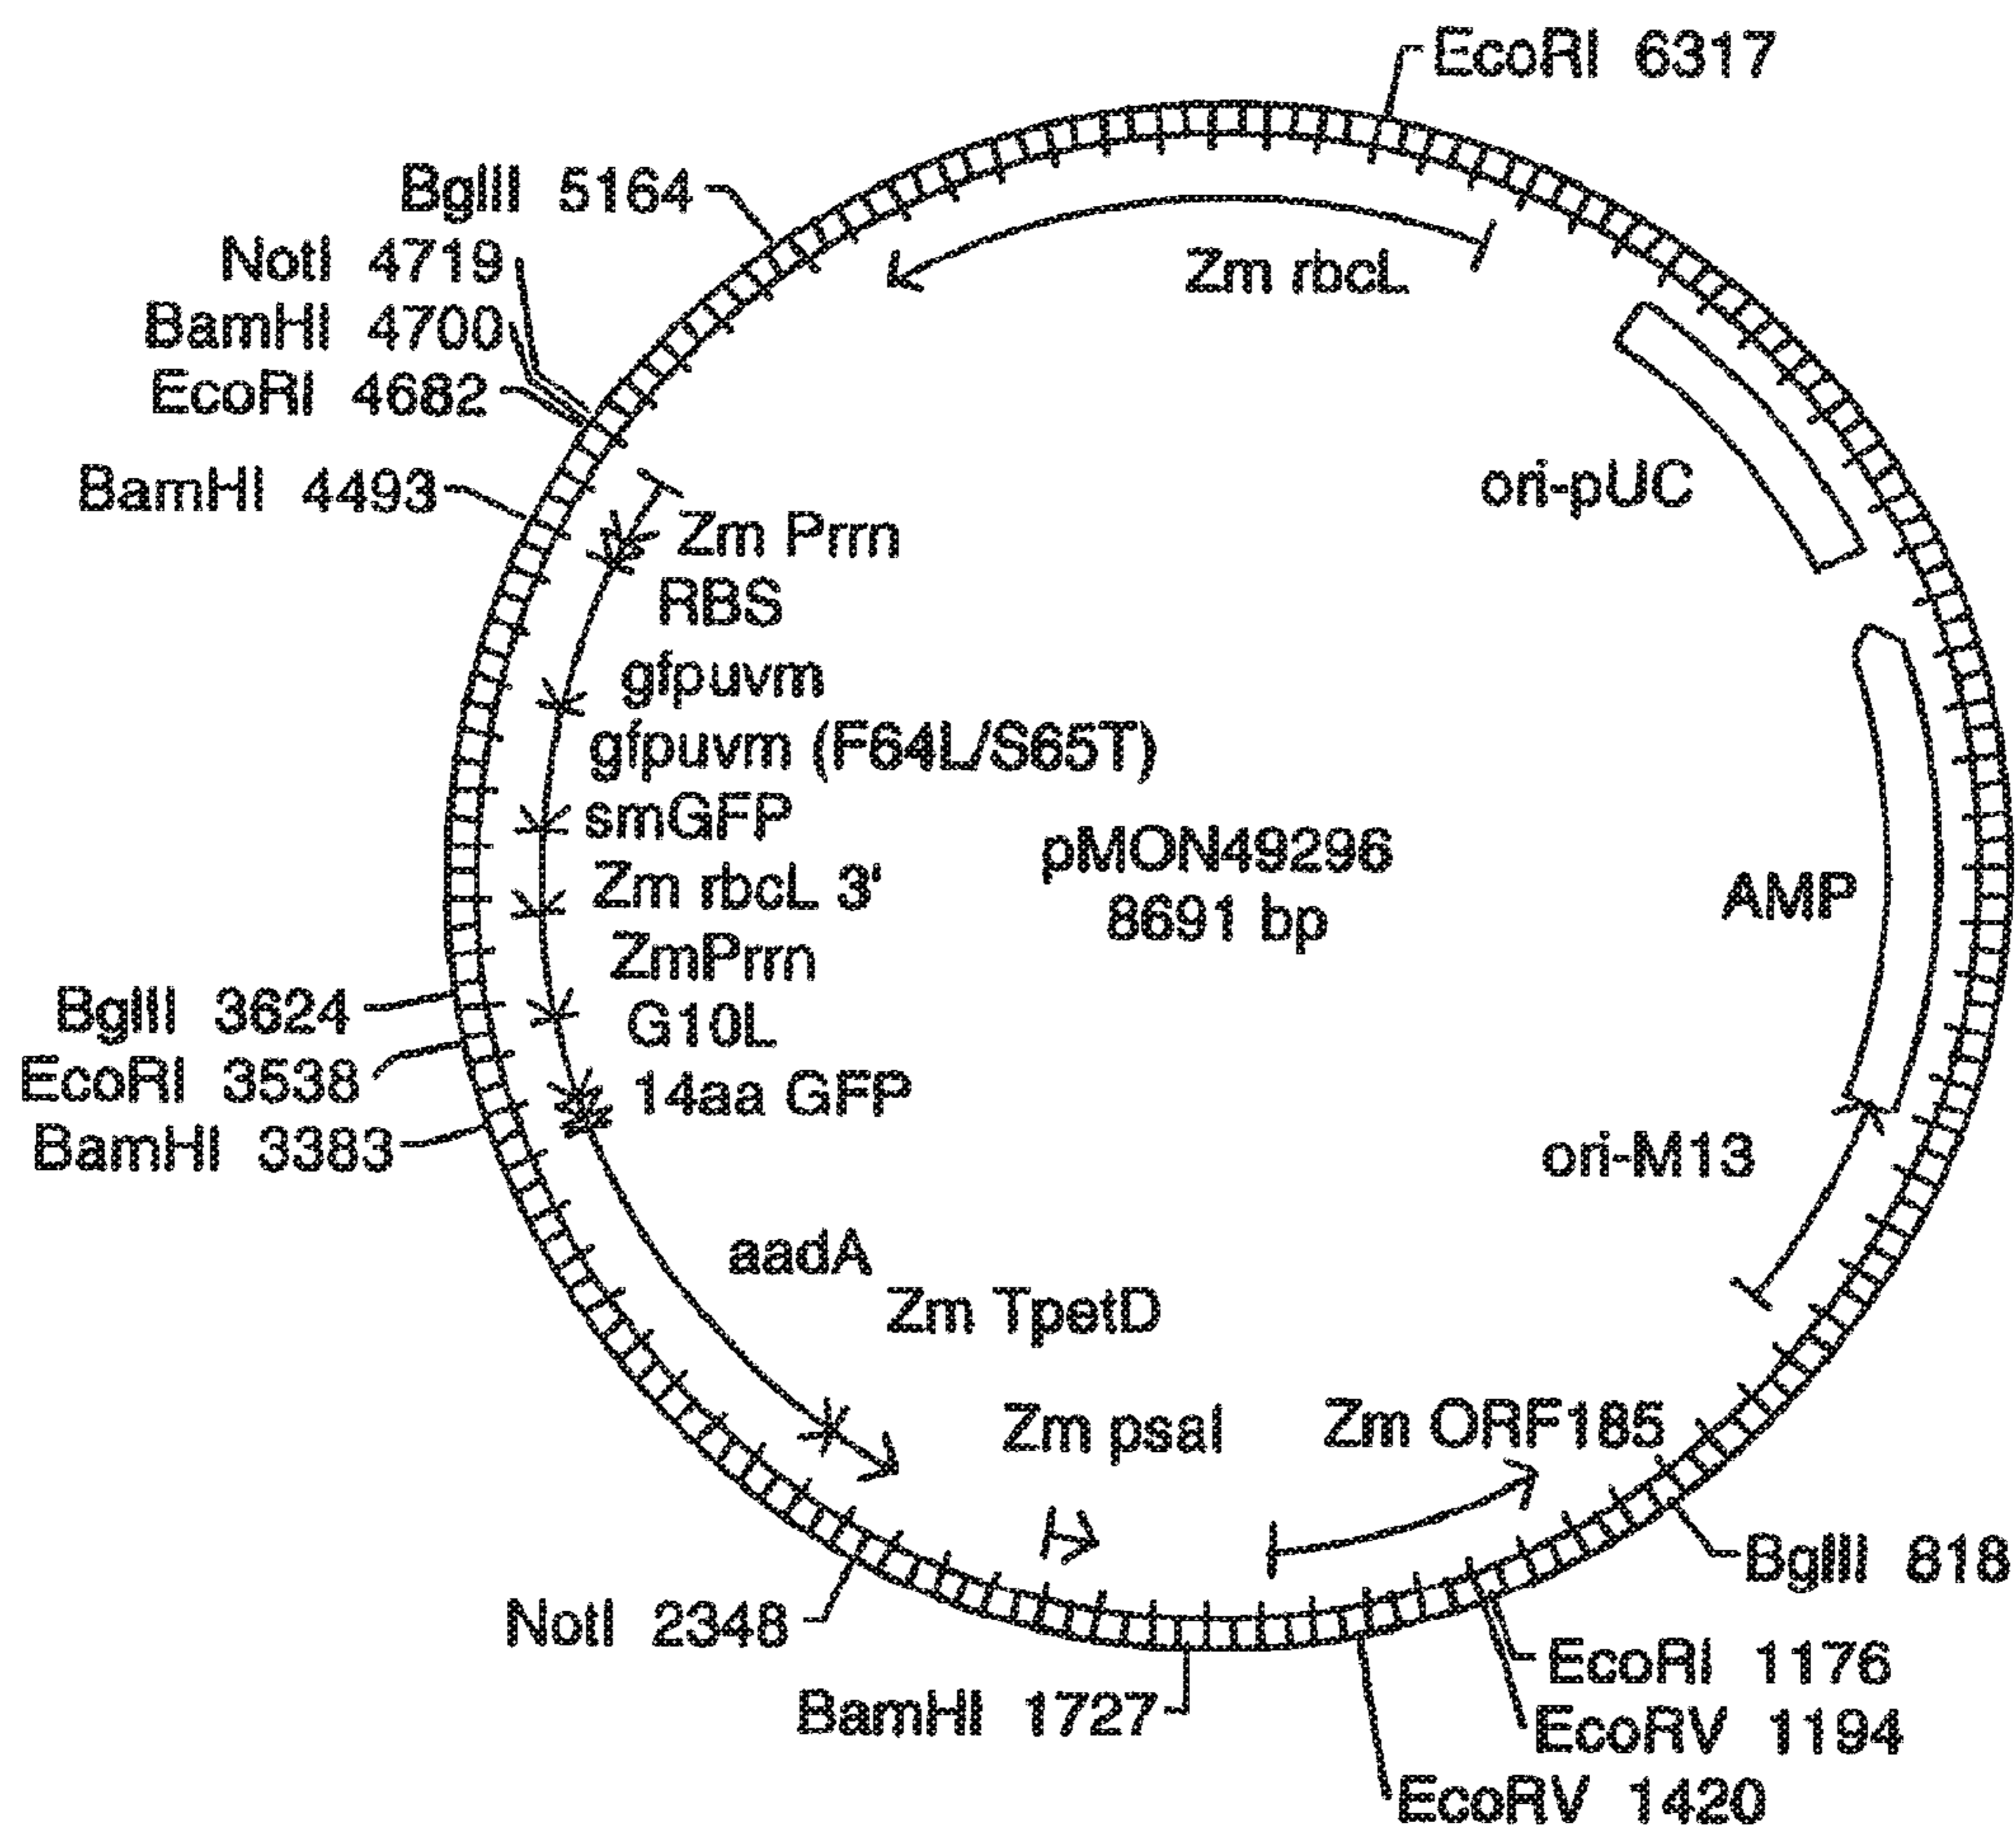 EcoRI 6317
BglII 5164
NotI 4719
BamHI 4700
EcoRI 4682
BamHI 4493
Zm rbcL
ori-pUC
Zm Prrn
RBS
gfpuvm
gfpuvm (F64L/S65T)
smGFP
Zm rbcL 3'
ZmPrrn
G10L
14aa GFP
pMON49296
8691 bp
AMP
BglII 3624
EcoRI 3538
BamHI 3383
ori-M13
aadA
Zm TpetD
Zm psaI
Zm ORF185
BglII 818
NotI 2348
EcoRI 1176
BamHI 1727
EcoRV 1194
EcoRV 1420